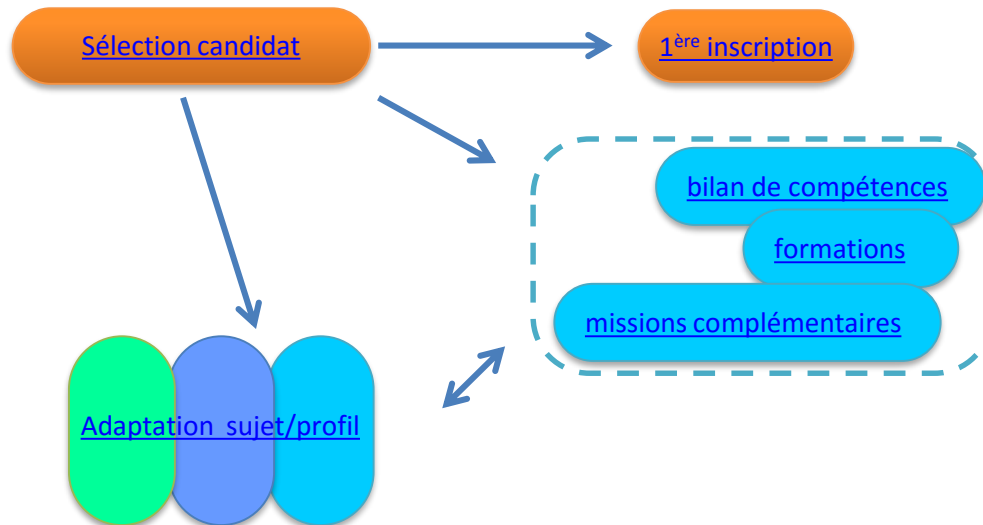 Sélection candidat
1ère inscription
bilan de compétences
formations
missions complémentaires
Adaptation sujet/profil